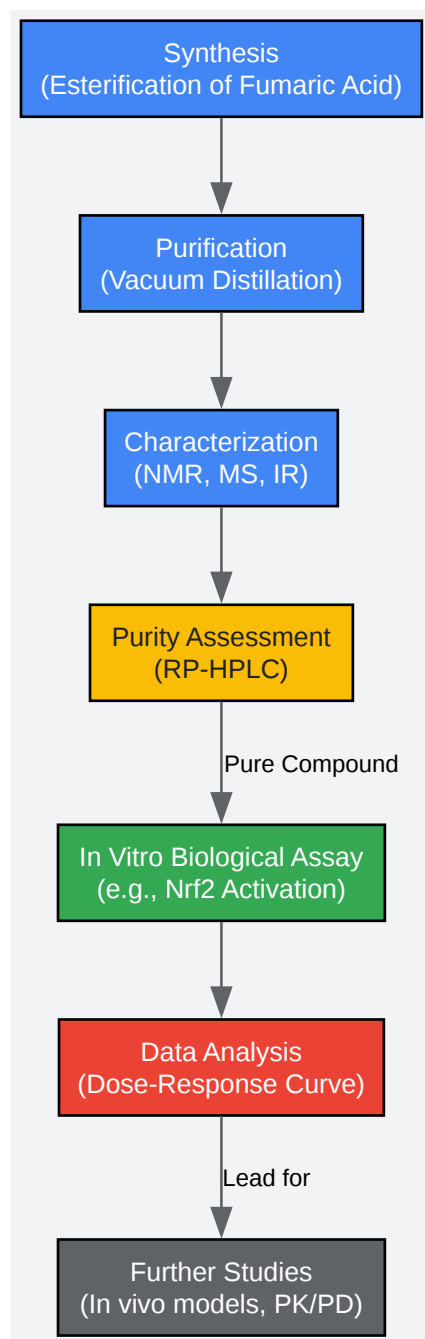 Synthesis
(Esterification of Fumaric Acid)
Purification
(Vacuum Distillation)
Characterization
(NMR, MS, IR)
Purity Assessment
(RP-HPLC)
Pure Compound
In Vitro Biological Assay
(e.g., Nrf2 Activation)
Data Analysis
(Dose-Response Curve)
Lead for
Further Studies
(In vivo models, PK/PD)